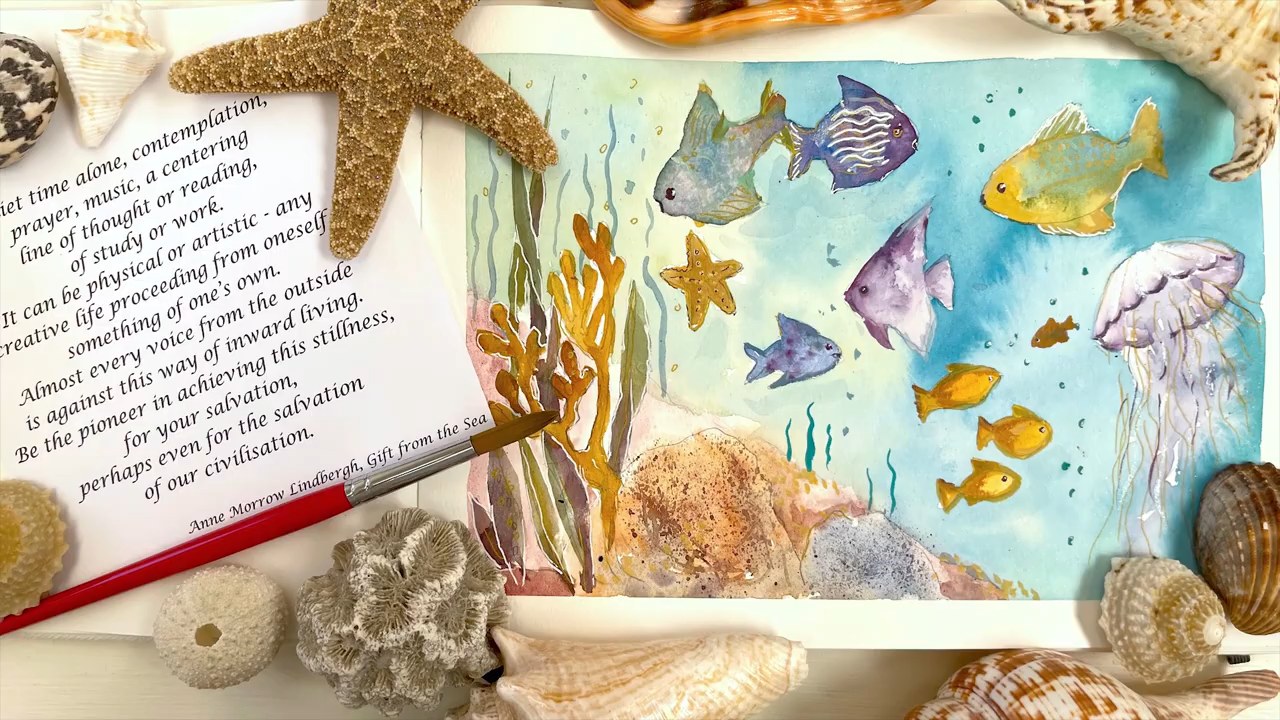 time alone, contemplation,
prayer, music, a centering
line of thought or reading,
of study or work.
It can be physical or artistic - any
creative life proceeding from oneself
something of one's own.
Almost every voice from the outside
is against this way of inward living.
Be the pioneer in achieving this stillness,
for your salvation,
perhaps even for the salvation
of our civilisation.
Anne Morrow Lindbergh, Gift from the Sea